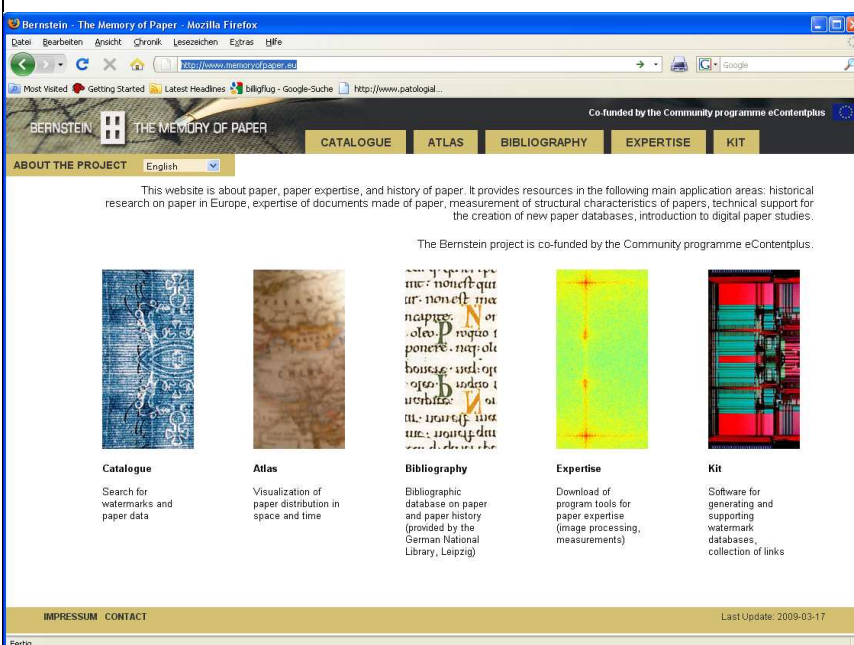 Bernstein - The Memory of Paper - Mozilla Firefox
Datei Bearbeiten Ansicht Chronik Lesezeichen Extras Hilfe
http://www.memoryofpaper.eu Google
Most Visited Getting Started Latest Headlines billigflug - Google-Suche http://www.patologial...
Co-funded by the Community programme eContentplus
BERNSTEIN THE MEMORY OF PAPER
CATALOGUE ATLAS BIBLIOGRAPHY EXPERTISE KIT
ABOUT THE PROJECT English
This website is about paper, paper expertise, and history of paper. It provides resources in the following main application areas: historical
research on paper in Europe, expertise of documents made of paper, measurement of structural characteristics of papers, technical support for
the creation of new paper databases, introduction to digital paper studies.
The Bernstein project is co-funded by the Community programme eContentplus.
Catalogue
Search for
watermarks and
paper data
Atlas
Visualization of
paper distribution in
space and time
Bibliography
Bibliographic
database on paper
and paper history
(provided by the
German National
Library, Leipzig)
Expertise
Download of
program tools for
paper expertise
(image processing,
measurements)
Kit
Software for
generating and
supporting
watermark
databases,
collection of links
IMPRESSUM CONTACT
Last Update: 2009-03-17
Fertig